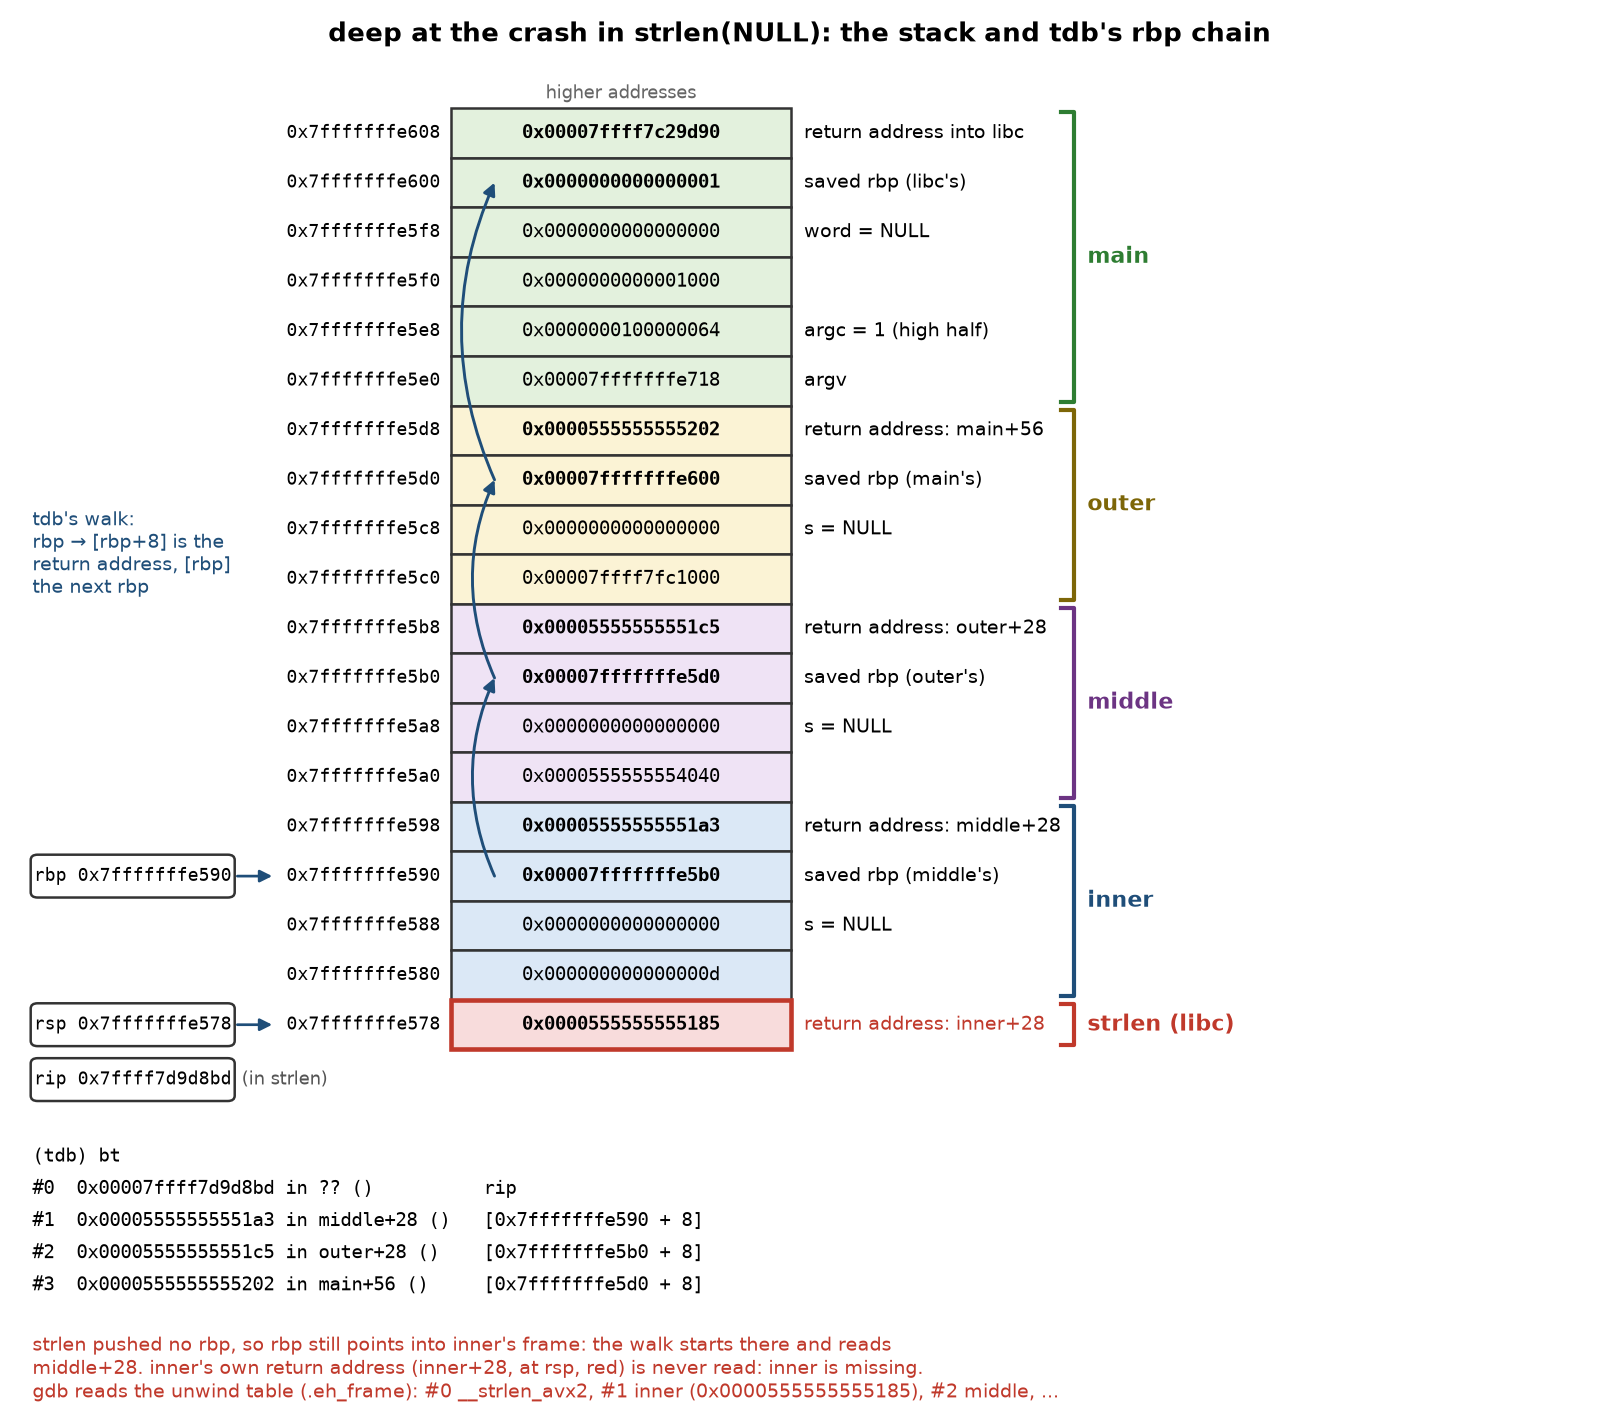 deep at the crash in strlen(NULL): the stack and tdb's rbp chain
higher addresses
0x7fffffffe608 0x00007ffff7c29d90 return address into libc
0x7fffffffe600 0x0000000000000001 saved rbp (libc's)
0x7fffffffe5f8 0x0000000000000000 word = NULL
main
0x7fffffffe5f0 0x0000000000001000
0x7fffffffe5e8 0x0000000100000064 argc = 1 (high half)
0x7fffffffe5e0 0x00007fffffffe718 argv
0x7fffffffe5d8 0x0000555555555202 return address: main+56
0x7fffffffe5d0 0x00007fffffffe600 saved rbp (main's)
outer
tdb's walk:
rbp → [rbp+8] is the
return address, [rbp]
the next rbp
0x7fffffffe5c8 0x0000000000000000 s = NULL
0x7fffffffe5c0 0x00007ffff7fc1000
0x7fffffffe5b8 0x00005555555551c5 return address: outer+28
0x7fffffffe5b0 0x00007fffffffe5d0 saved rbp (outer's)
middle
0x7fffffffe5a8 0x0000000000000000 s = NULL
0x7fffffffe5a0 0x0000555555554040
0x7fffffffe598 0x00005555555551a3 return address: middle+28
rbp 0x7fffffffe590 0x7fffffffe590 0x00007fffffffe5b0 saved rbp (middle's)
inner
0x7fffffffe588 0x0000000000000000 s = NULL
0x7fffffffe580 0x000000000000000d
rsp 0x7fffffffe578 0x7fffffffe578 0x0000555555555185 return address: inner+28 strlen (libc)
rip 0x7ffff7d9d8bd (in strlen)
(tdb) bt
#0 0x00007ffff7d9d8bd in ?? () rip
#1 0x00005555555551a3 in middle+28 () [0x7fffffffe590 + 8]
#2 0x00005555555551c5 in outer+28 () [0x7fffffffe5b0 + 8]
#3 0x0000555555555202 in main+56 () [0x7fffffffe5d0 + 8]
strlen pushed no rbp, so rbp still points into inner's frame: the walk starts there and reads
middle+28. inner's own return address (inner+28, at rsp, red) is never read: inner is missing.
gdb reads the unwind table (.eh_frame): #0 __strlen_avx2, #1 inner (0x0000555555555185), #2 middle, ...